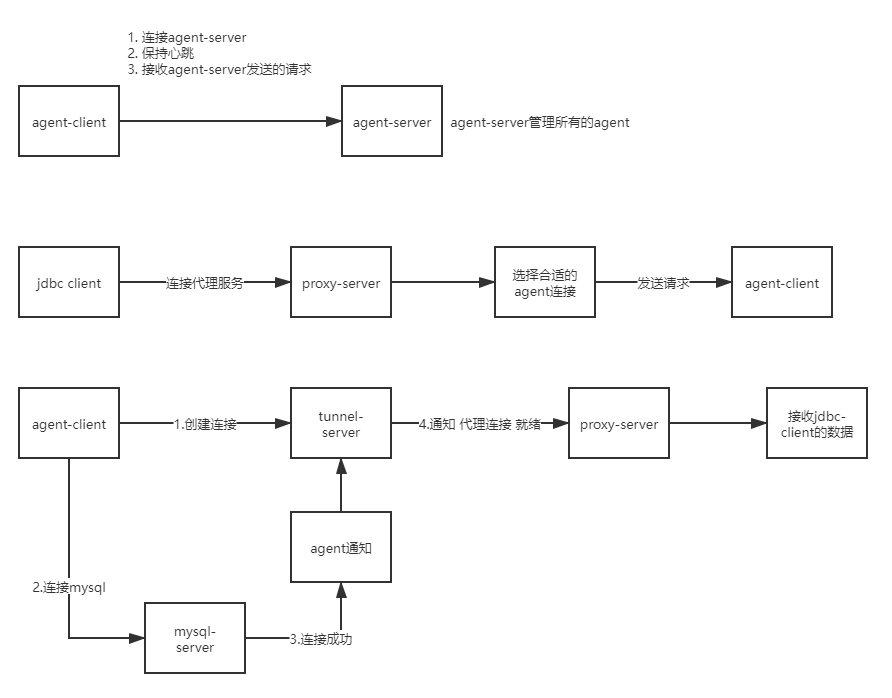 1. 连接agent-server
2. 保持心跳
3. 接收agent-server发送的请求
agent-client
agent-server
agent-server管理所有的agent
jdbc client
连接代理服务
proxy-server
选择合适的
agent连接
发送请求
agent-client
agent-client
1.创建连接
tunnel-
server
4.通知 代理连接 就绪
proxy-server
接收jdbc-
client的数据
agent通知
2.连接mysql
mysql-
server
3.连接成功